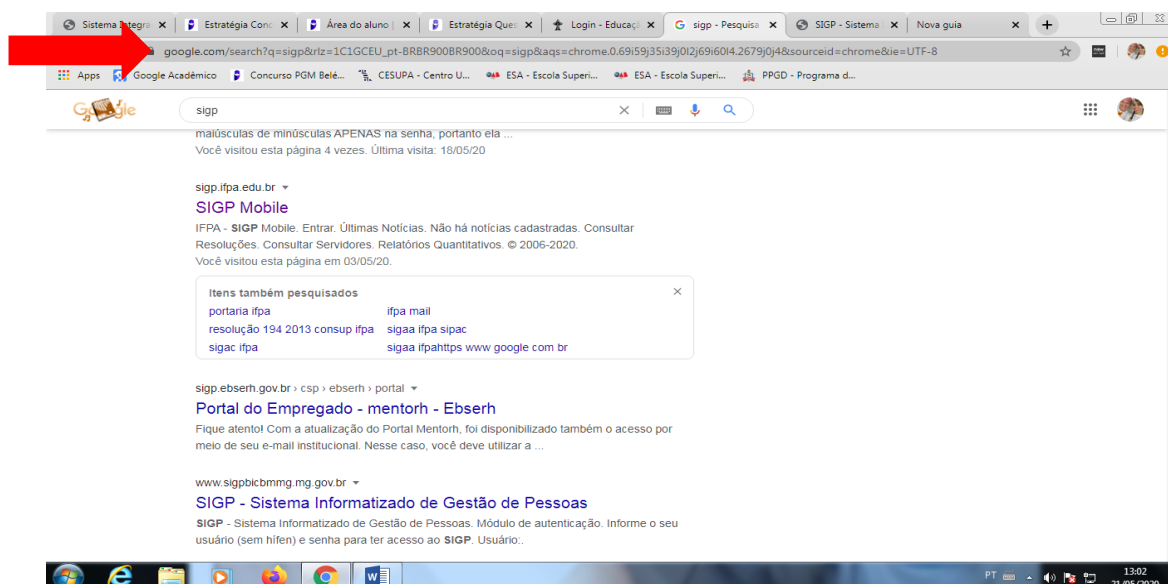 Sistema Integra
Estratégia Conc
Área do aluno |
Estratégia Ques
Login - Educaçã
sigp - Pesquisa
SIGP - Sistema
Nova guia
google.com/search?q=sigp&rlz=1C1GCEU_pt-BRBR900BR900&oq=sigp&aqs=chrome.0.69i59j35i39j0l2j69i60l4.2679j0j4&sourceid=chrome&ie=UTF-8
Apps Google Acadêmico Concurso PGM Belé... CESUPA - Centro U... ESA - Escola Superi... ESA - Escola Superi... PPGD - Programa d...
sigp
maiúsculas de minúsculas APENAS na senha, portanto ela ...
Você visitou esta página 4 vezes. Última visita: 18/05/20
sigp.ifpa.edu.br
SIGP Mobile
IFPA - SIGP Mobile. Entrar. Últimas Notícias. Não há notícias cadastradas. Consultar
Resoluções. Consultar Servidores. Relatórios Quantitativos. © 2006-2020.
Você visitou esta página em 03/05/20.
Itens também pesquisados
portaria ifpa ifpa mail
resolução 194 2013 consup ifpa sigaa ifpa sipac
sigac ifpa sigaa ifpahttps www google com br
sigp.ebserh.gov.br › csp › ebserh › portal
Portal do Empregado - mentorh - Ebserh
Fique atento! Com a atualização do Portal Mentorh, foi disponibilizado também o acesso por
meio de seu e-mail institucional. Nesse caso, você deve utilizar a ...
www.sigpbicbmmg.mg.gov.br
SIGP - Sistema Informatizado de Gestão de Pessoas
SIGP - Sistema Informatizado de Gestão de Pessoas. Módulo de autenticação. Informe o seu
usuário (sem hífen) e senha para ter acesso ao SIGP. Usuário:.
PT
13:02
21/05/2020